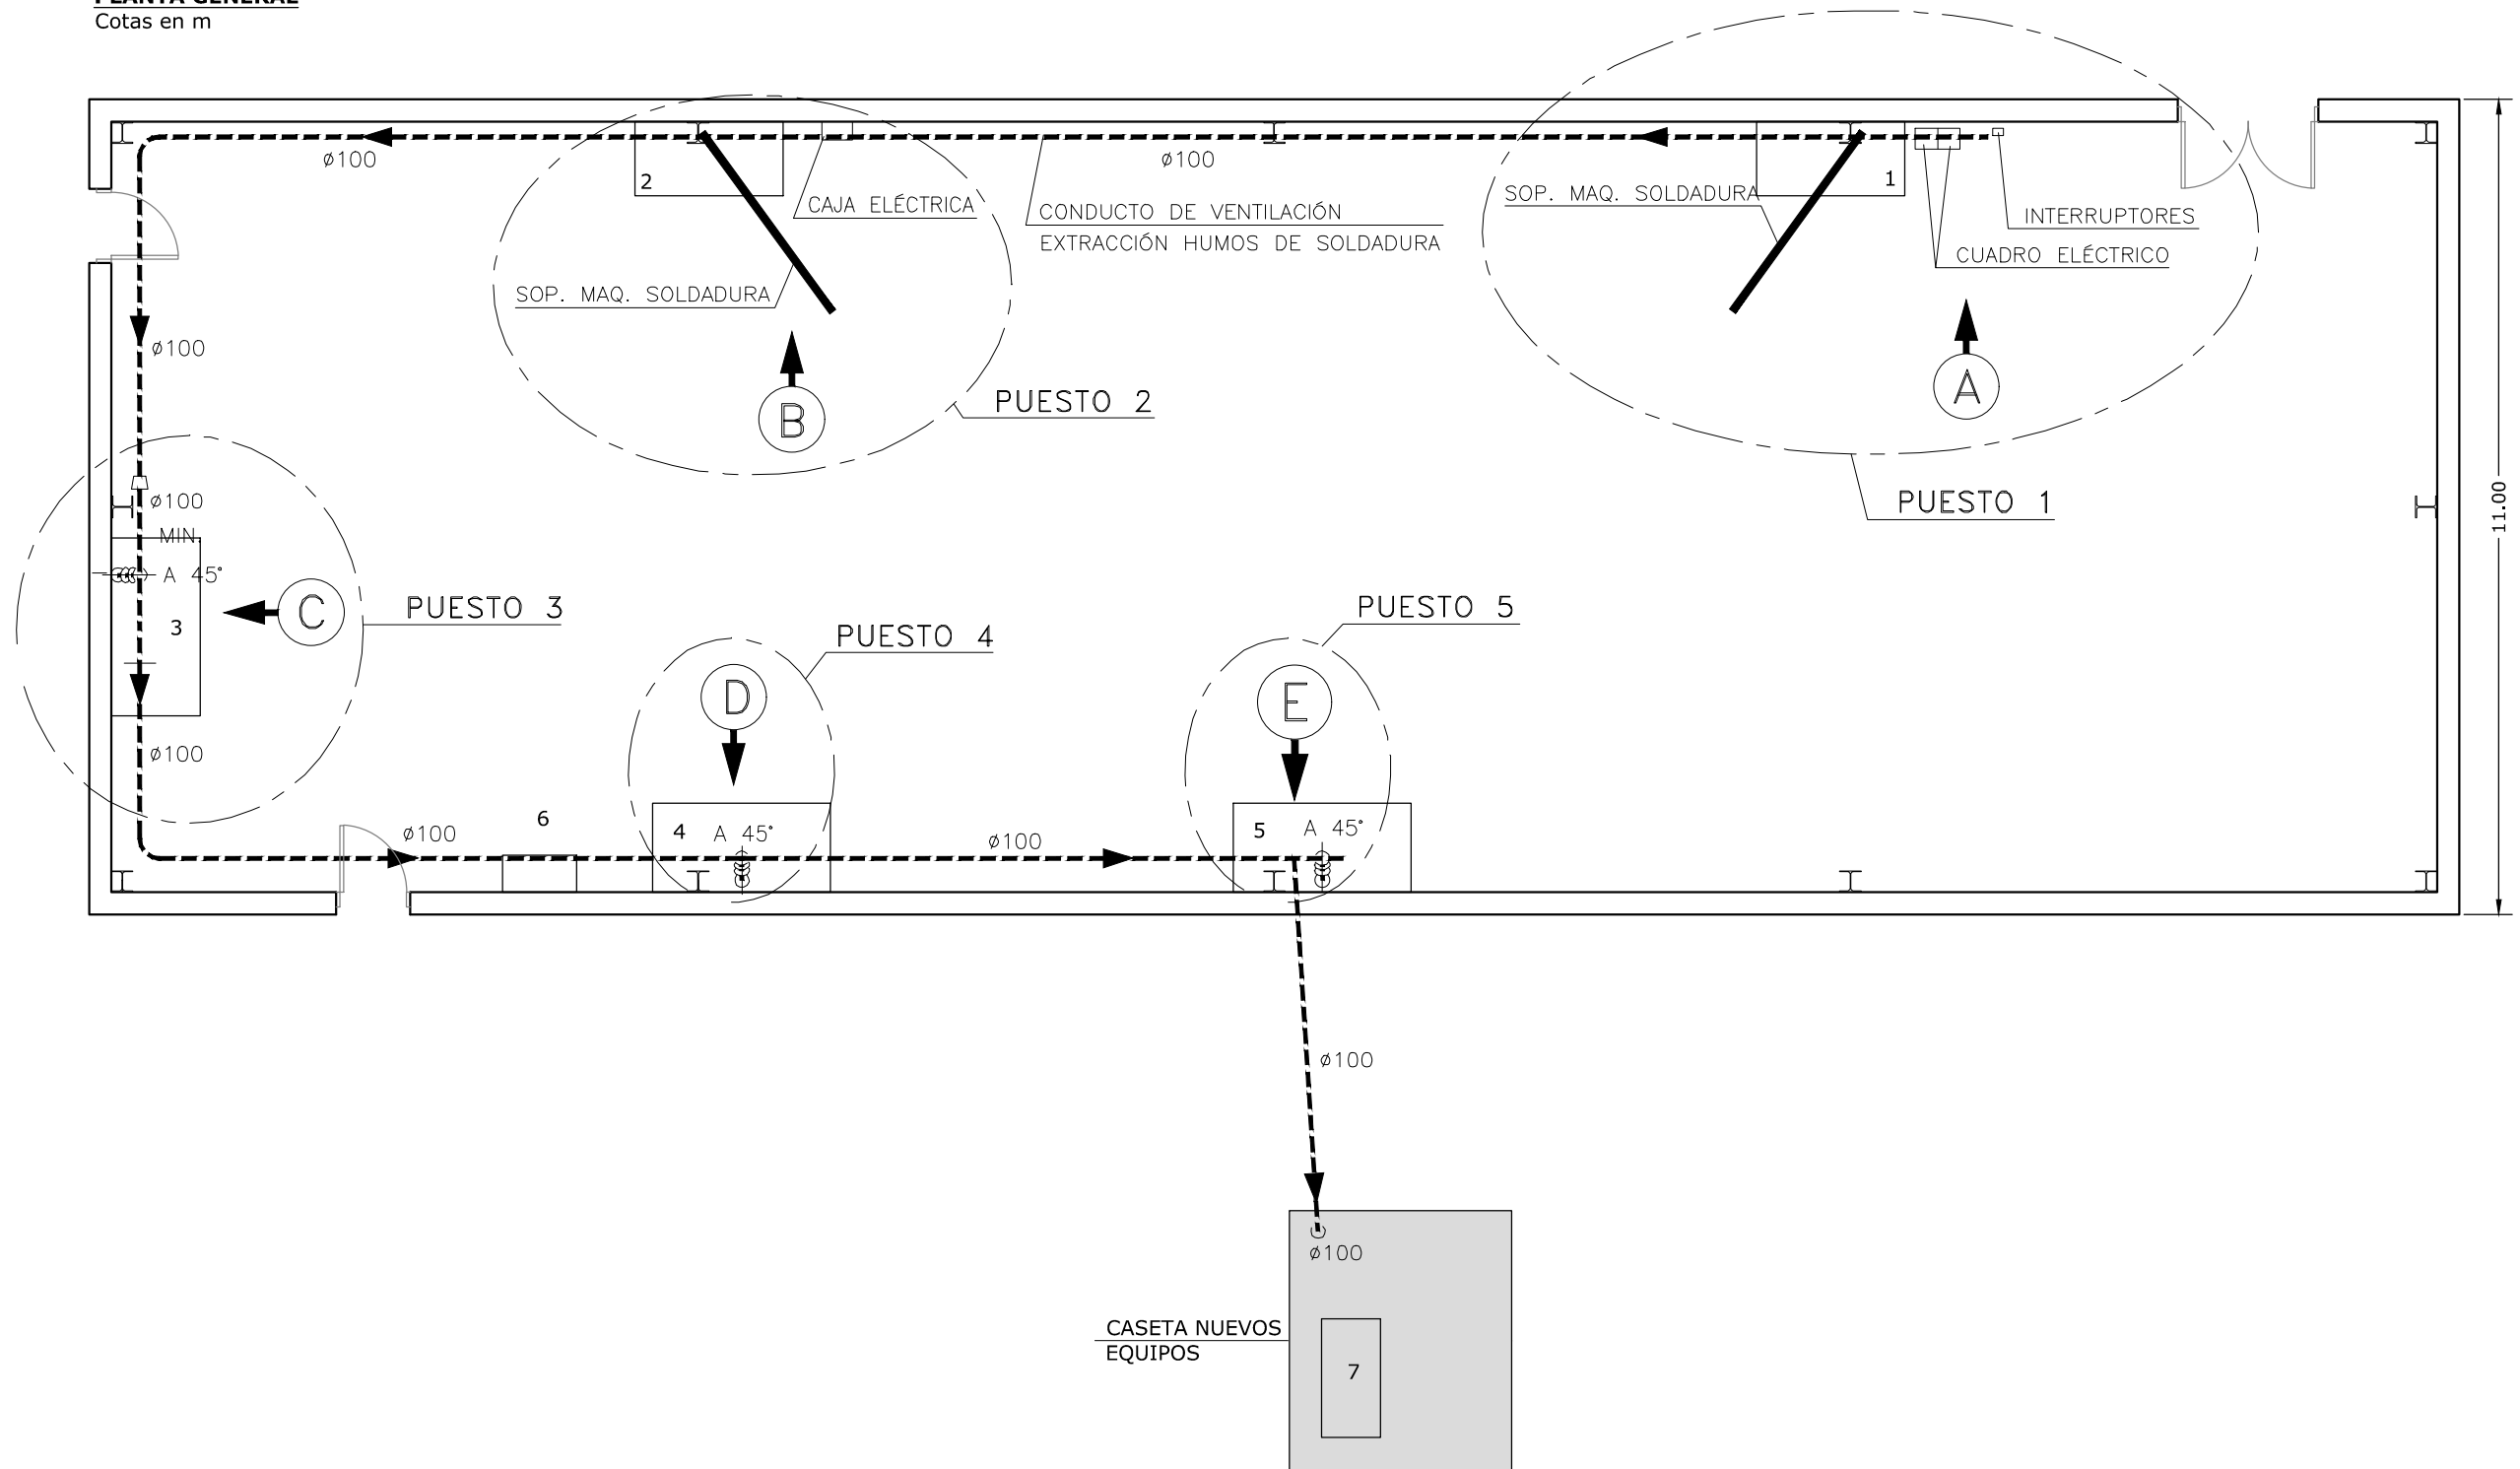 PLANTA GENERAL
Cotas en m
ø100
2
CAJA ELÉCTRICA
SOP. MAQ. SOLDADURA
CONDUCTO DE VENTILACIÓN
EXTRACCIÓN HUMOS DE SOLDADURA
ø100
SOP. MAQ. SOLDADURA
1
INTERRUPTORES
CUADRO ELÉCTRICO
A
B
PUESTO 2
PUESTO 1
11.00
ø100
ø100
MIN.
A 45°
3
C
PUESTO 3
ø100
PUESTO 4
D
PUESTO 5
E
ø100
6
4
A 45°
ø100
5
A 45°
ø100
ø100
CASETA NUEVOS
EQUIPOS
7